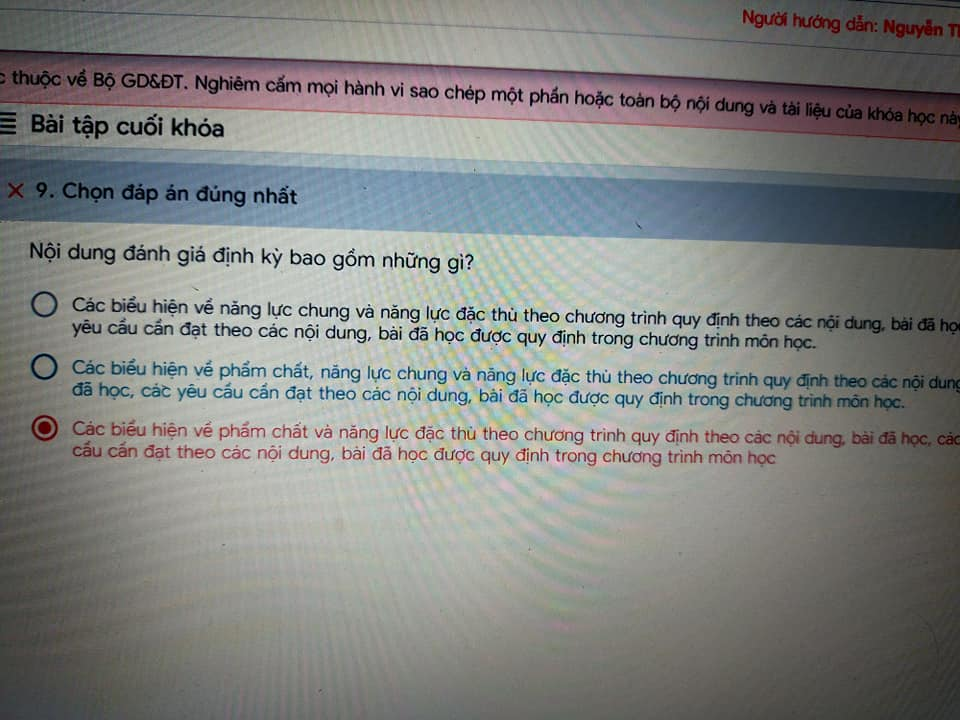 Người hướng dẫn: Nguyễn
thuộc về Bộ GD&ĐT. Nghiêm cấm mọi hành vi sao chép một phần hoặc toàn bộ nội dung và tài liệu của khóa học này
Bài tập cuối khóa
9. Chọn đáp án đúng nhất
Nội dung đánh giá định kỳ bao gồm những gì?
Các biểu hiện về năng lực chung và năng lực đặc thù theo chương trình quy định theo các nội dung, bài đã
yêu cầu cần đạt theo các nội dung, bài đã học được quy định trong chương trình môn học.
Các biểu hiện về phẩm chất, năng lực chung và năng lực đặc thù theo chương trình quy định theo các nội dung
đã học, các yêu cầu cần đạt theo các nội dung, bài đã học được quy định trong chương trình môn học.
Các biểu hiện về phẩm chất và năng lực đặc thù theo chương trình quy định theo các nội dung, bài đã học, các
cầu cần đạt theo các nội dung, bài đã học được quy định trong chương trình môn học